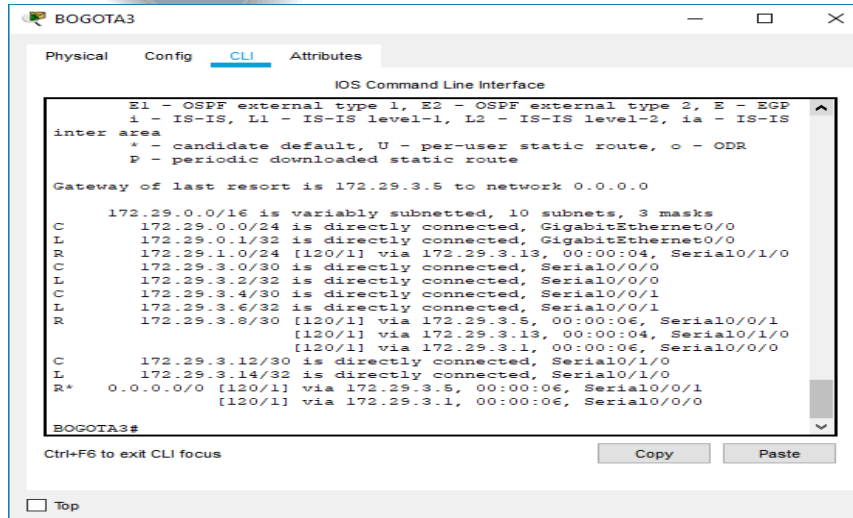 BOGOTA3
Physical Config CLI Attributes
IOS Command Line Interface
E1 - OSPF external type 1, E2 - OSPF external type 2, E - EGP
i - IS-IS, L1 - IS-IS level-1, L2 - IS-IS level-2, ia - IS-IS
inter area
* - candidate default, U - per-user static route, o - ODR
P - periodic downloaded static route
Gateway of last resort is 172.29.3.5 to network 0.0.0.0
172.29.0.0/16 is variably subnetted, 10 subnets, 3 masks
C 172.29.0.0/24 is directly connected, GigabitEthernet0/0
L 172.29.0.1/32 is directly connected, GigabitEthernet0/0
R 172.29.1.0/24 [120/1] via 172.29.3.13, 00:00:04, Serial0/1/0
C 172.29.3.0/30 is directly connected, Serial0/0/0
L 172.29.3.2/32 is directly connected, Serial0/0/0
C 172.29.3.4/30 is directly connected, Serial0/0/1
L 172.29.3.6/32 is directly connected, Serial0/0/1
R 172.29.3.8/30 [120/1] via 172.29.3.5, 00:00:06, Serial0/0/1
[120/1] via 172.29.3.13, 00:00:04, Serial0/1/0
[120/1] via 172.29.3.1, 00:00:06, Serial0/0/0
C 172.29.3.12/30 is directly connected, Serial0/1/0
L 172.29.3.14/32 is directly connected, Serial0/1/0
R* 0.0.0.0/0 [120/1] via 172.29.3.5, 00:00:06, Serial0/0/1
[120/1] via 172.29.3.1, 00:00:06, Serial0/0/0
BOGOTA3#
Ctrl+F6 to exit CLI focus Copy Paste
Top